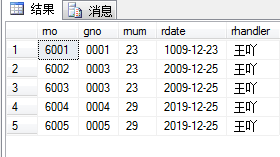 结果 消息
mo gno mum rdate rhandler
1 6001 0001 23 1009-12-23 王吖
2 6002 0003 23 2019-12-25 王吖
3 6003 0003 23 2019-12-25 王吖
4 6004 0004 29 2019-12-25 王吖
5 6005 0005 29 2019-12-25 王吖